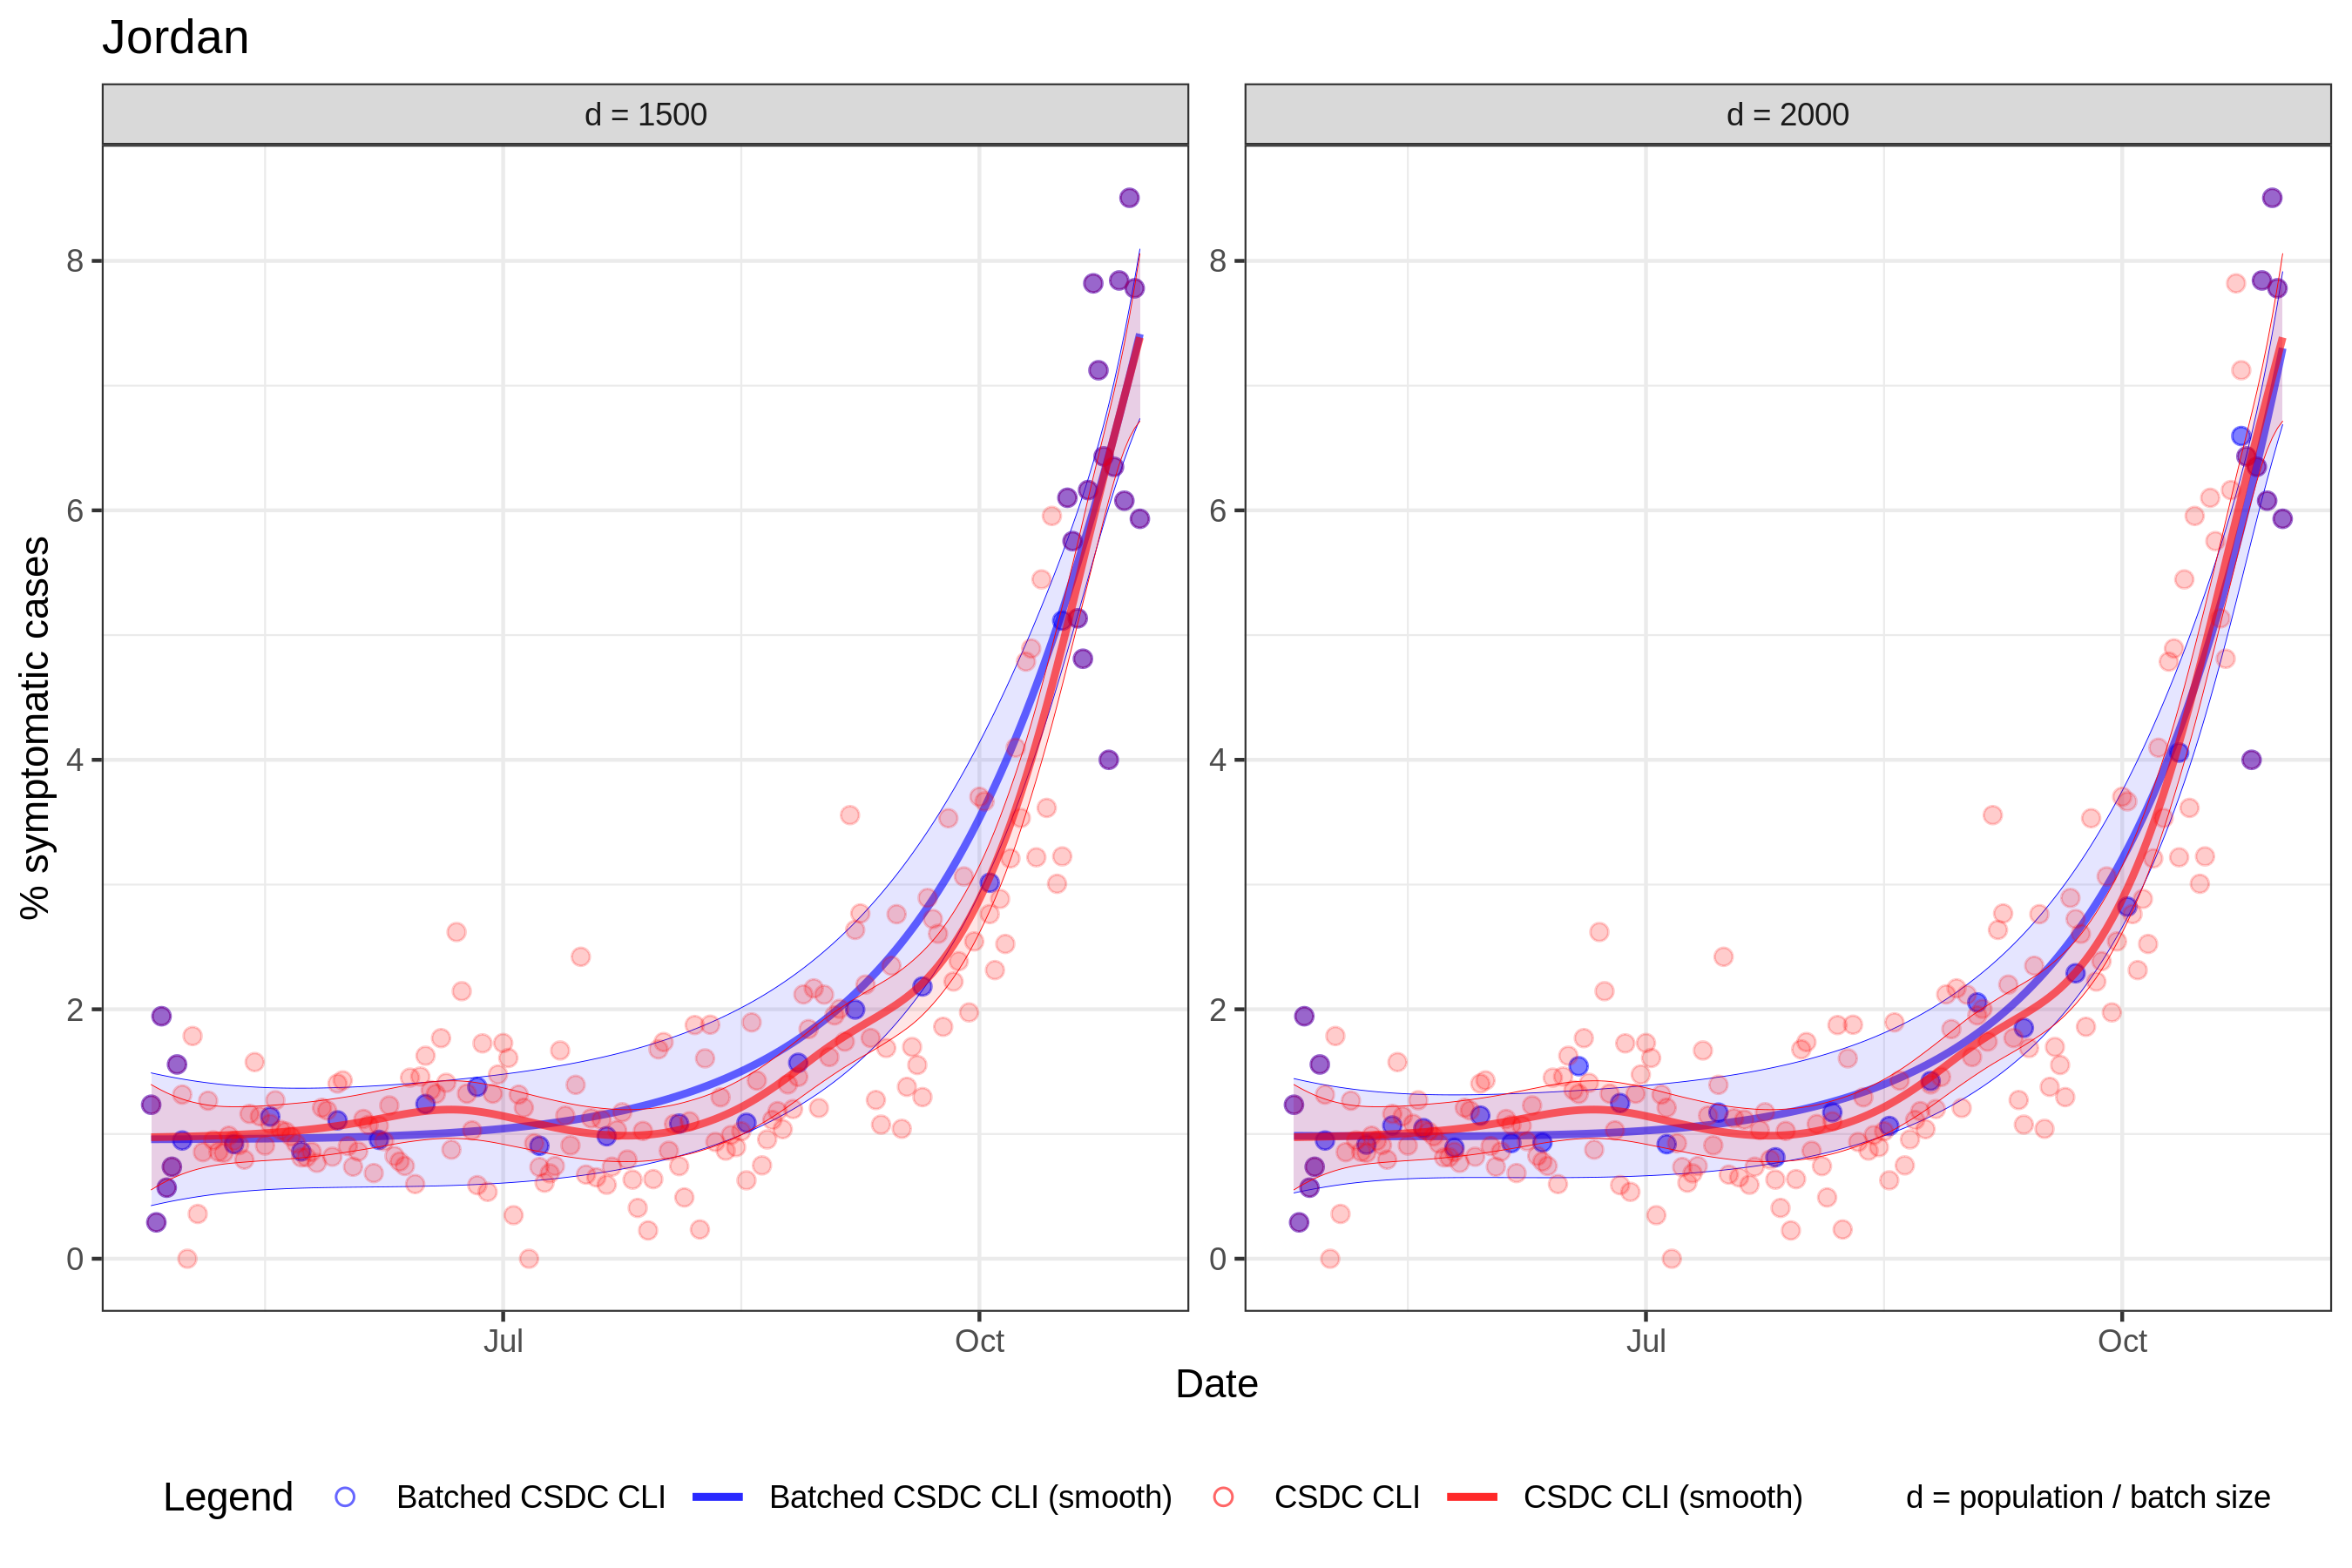 Jordan
d = 1500
d = 2000
% symptomatic cases
8
6
4
2
0
8
6
4
2
0
Jul
Oct
Jul
Oct
Date
Legend
Batched CSDC CLI
Batched CSDC CLI (smooth)
CSDC CLI
CSDC CLI (smooth)
d = population / batch size